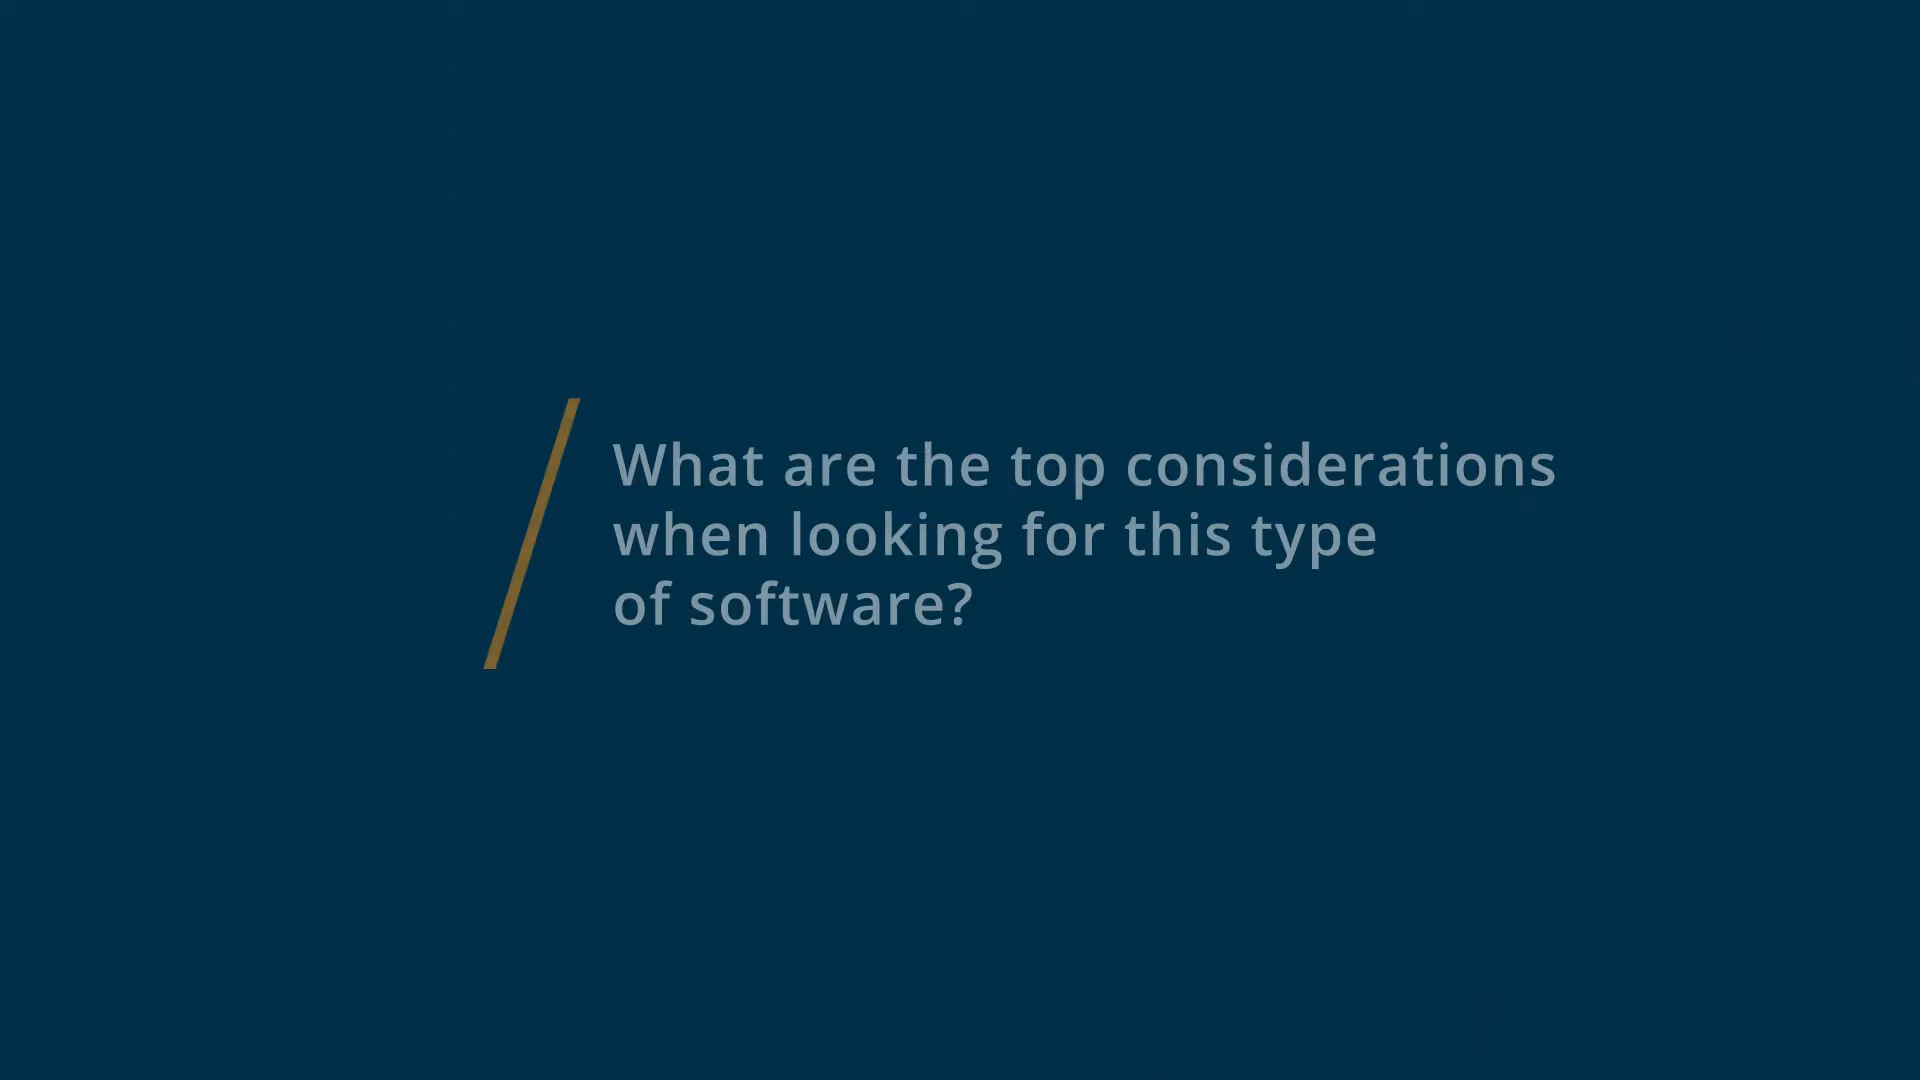 What are the top considerations
when looking for this type
of software?